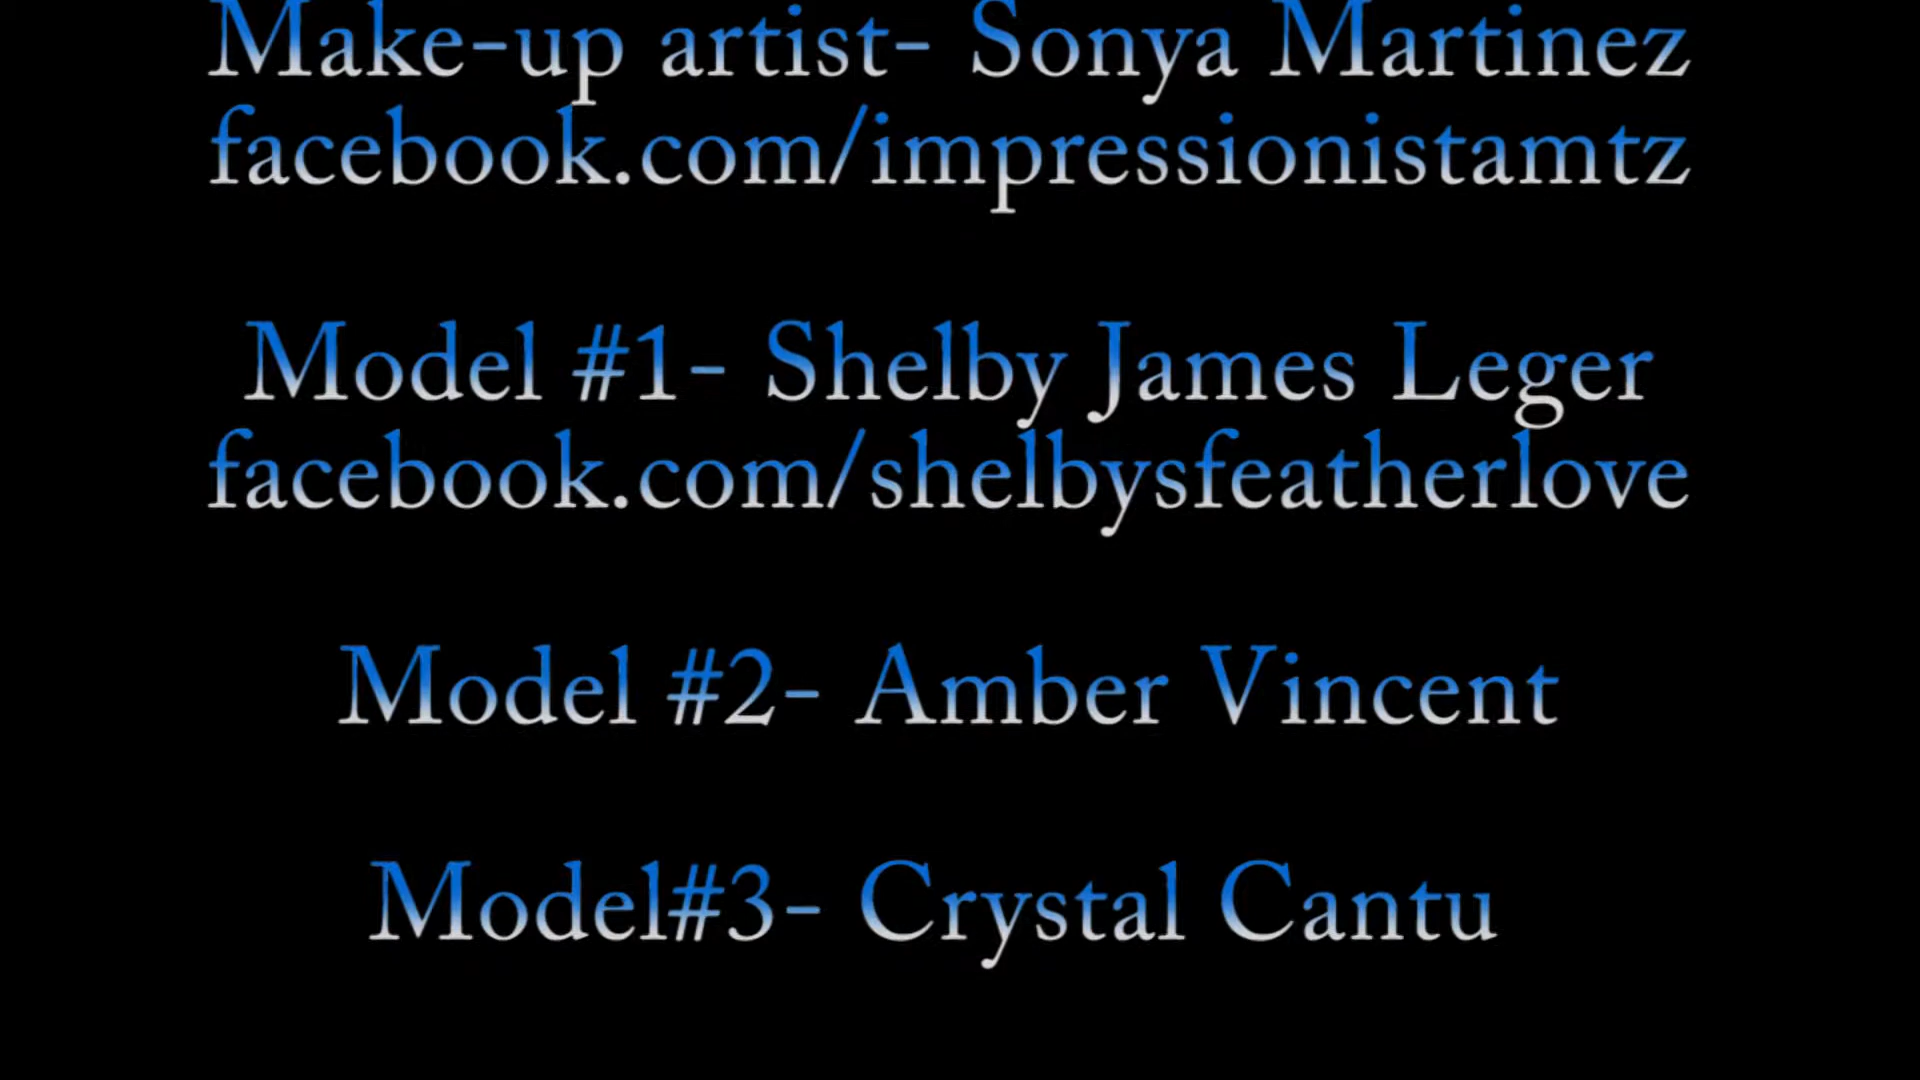 Make-up artist- Sonya Martinez
facebook.com/impressionistamtz
Model #1- Shelby James Leger
facebook.com/shelbysfeatherlove
Model #2- Amber Vincent
Model#3- Crystal Cantu